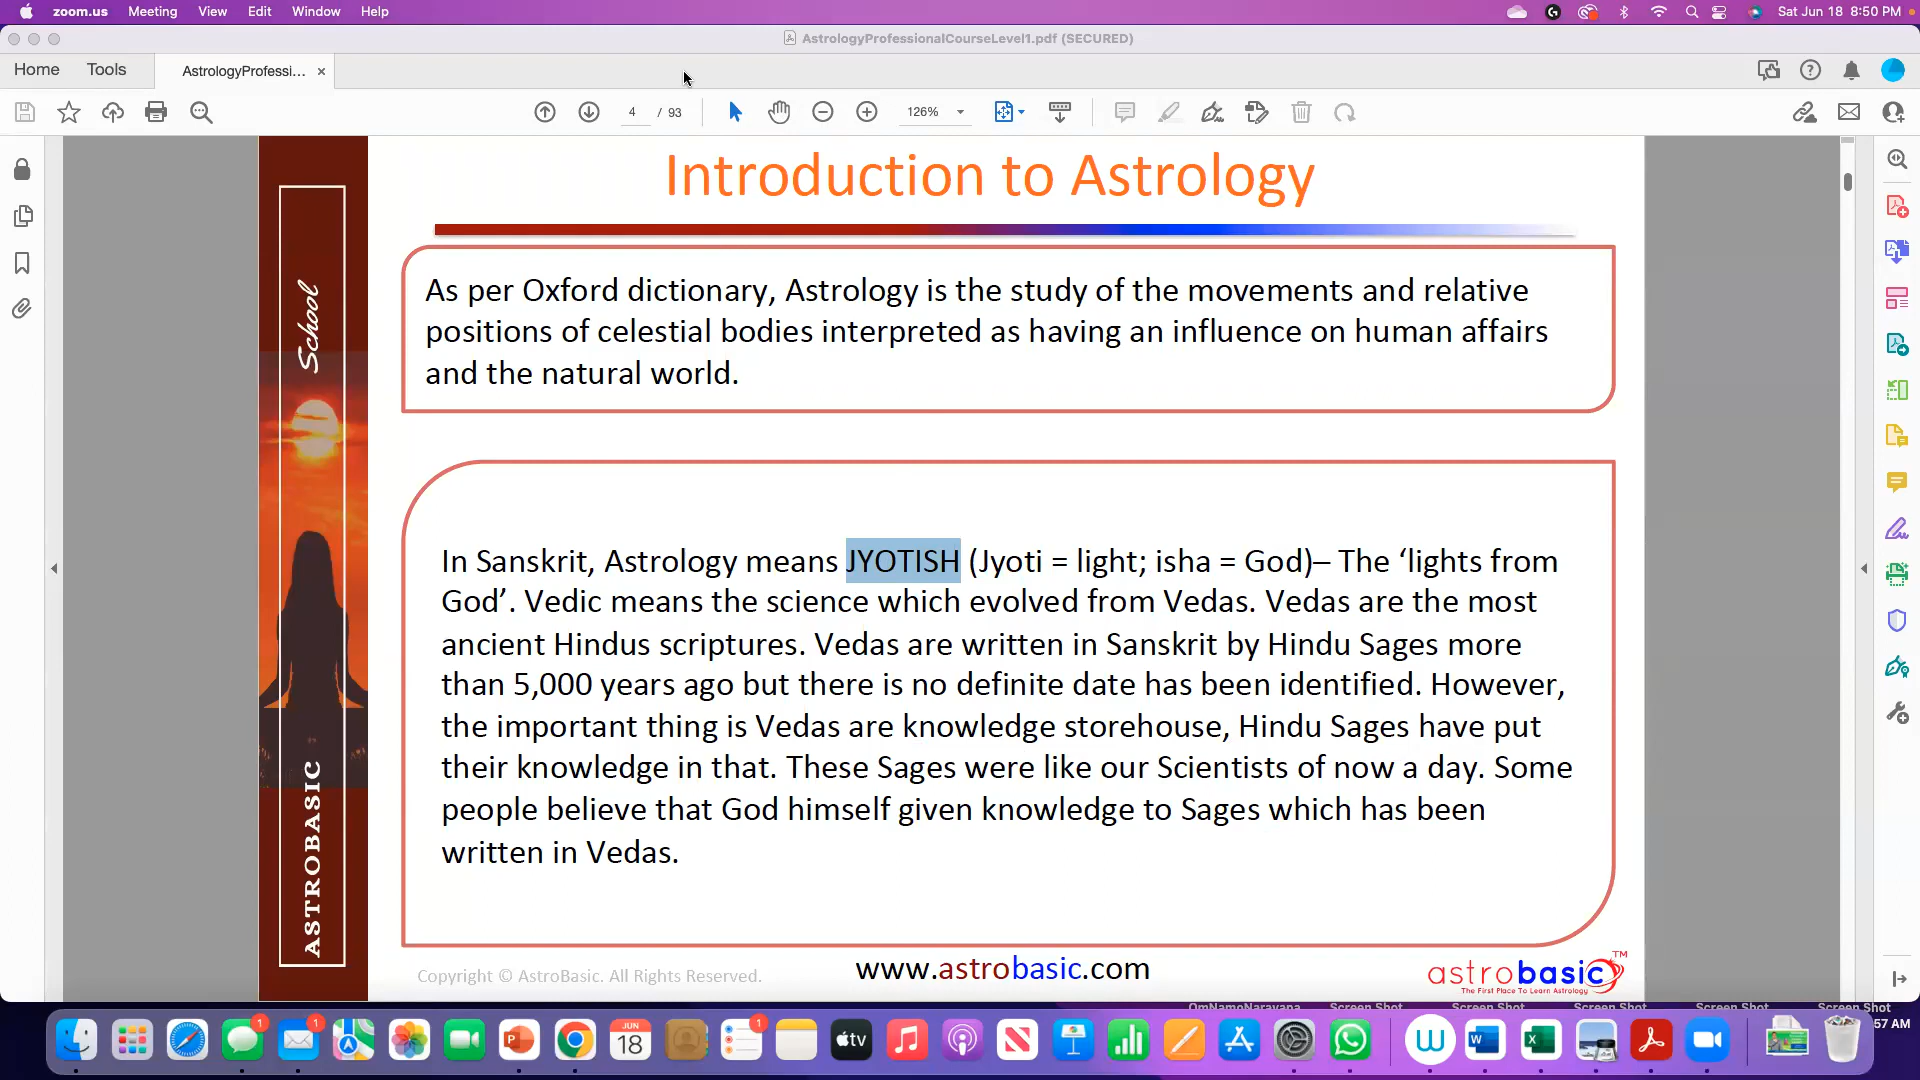 zoom.us Meeting View Edit Window Help Sat Jun 18 8:50 PM
AstrologyProfessionalCourseLevel1.pdf (SECURED)
Home Tools AstrologyProfessi... ×
4 / 93 126%
Introduction to Astrology
As per Oxford dictionary, Astrology is the study of the movements and relative
positions of celestial bodies interpreted as having an influence on human affairs
and the natural world.
In Sanskrit, Astrology means JYOTISH (Jyoti = light; isha = God)– The ‘lights from
God’. Vedic means the science which evolved from Vedas. Vedas are the most
ancient Hindus scriptures. Vedas are written in Sanskrit by Hindu Sages more
than 5,000 years ago but there is no definite date has been identified. However,
the important thing is Vedas are knowledge storehouse, Hindu Sages have put
their knowledge in that. These Sages were like our Scientists of now a day. Some
people believe that God himself given knowledge to Sages which has been
written in Vedas.
ASTROBASIC School
Copyright © AstroBasic. All Rights Reserved.
www.astrobasic.com
astrobasic TM
The First Place To Learn Astrology
OmNamoNarayana Screen Shot Screen Shot Screen Shot Screen Shot Screen Shot
57 AM
1 1 JUN 18 1 tv W X